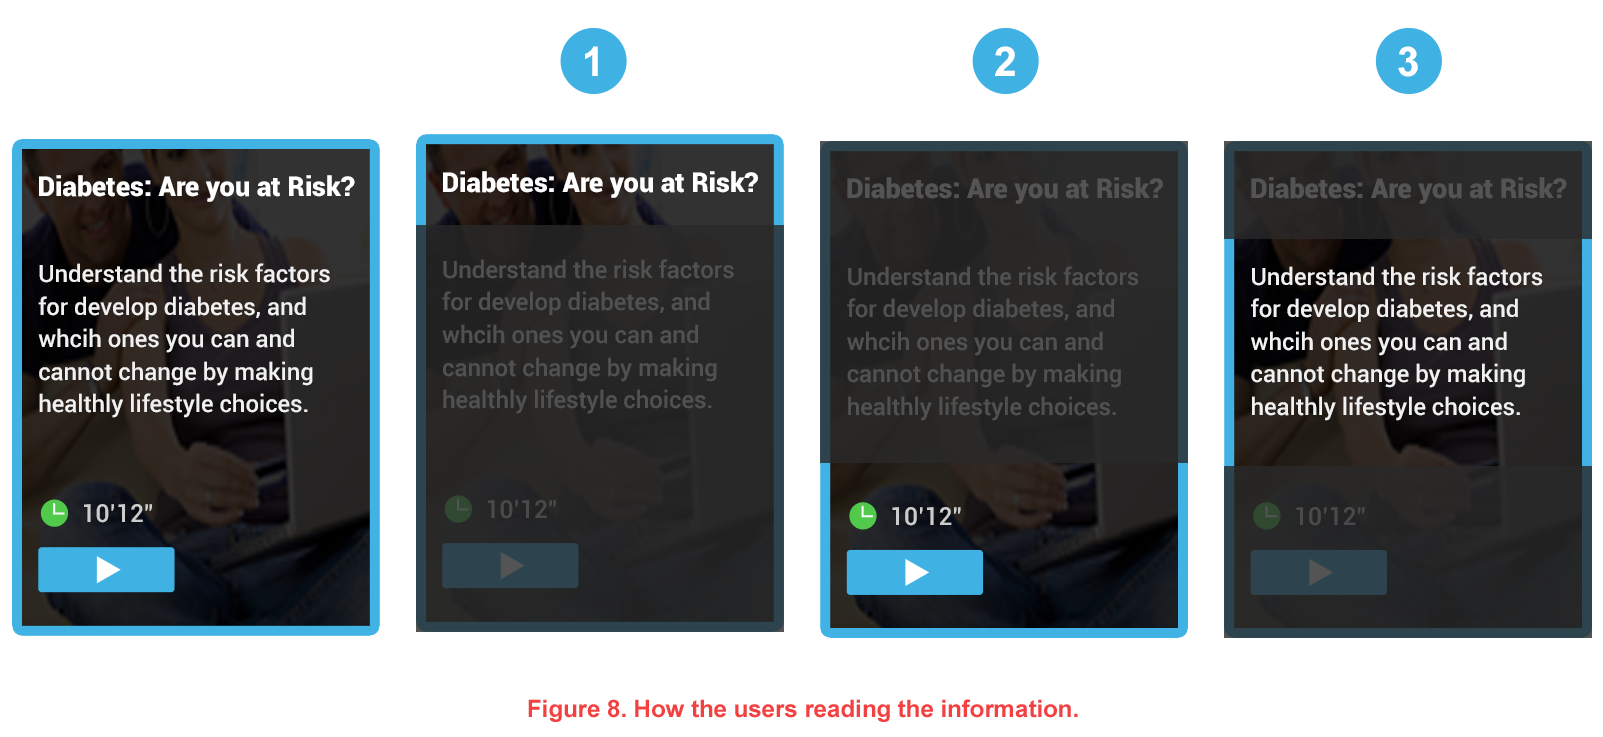 1
2
3
Diabetes: Are you at Risk?
Understand the risk factors
for develop diabetes, and
whcih ones you can and
cannot change by making
healthly lifestyle choices.
10'12"
Diabetes: Are you at Risk?
Understand the risk factors
for develop diabetes, and
whcih ones you can and
cannot change by making
healthly lifestyle choices.
10'12"
Diabetes: Are you at Risk?
Understand the risk factors
for develop diabetes, and
whcih ones you can and
cannot change by making
healthly lifestyle choices.
10'12"
Diabetes: Are you at Risk?
Understand the risk factors
for develop diabetes, and
whcih ones you can and
cannot change by making
healthly lifestyle choices.
10'12"
Figure 8. How the users reading the information.